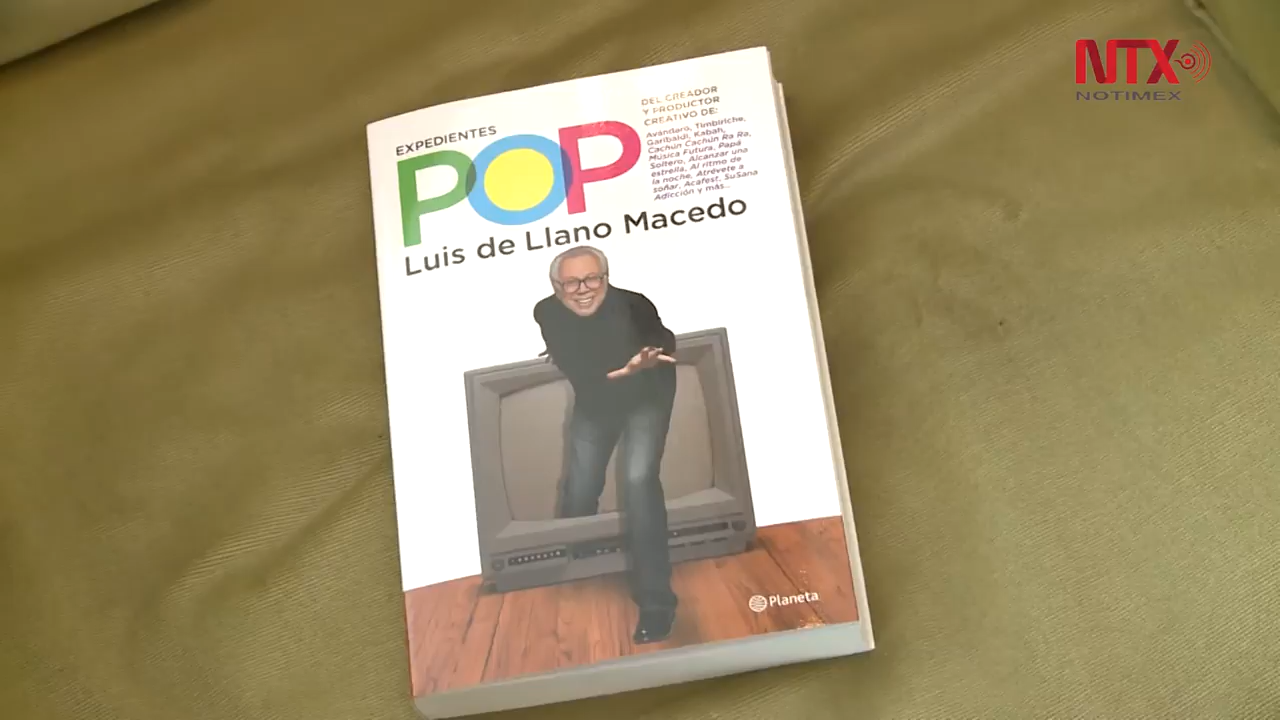 NTX
NOTIMEX
EXPEDIENTES
POP
Luis de Llano Macedo
DEL CREADOR
Y PRODUCTOR
CREATIVO DE:
Avándaro, Timbiriche,
Garibaldi, Kabah,
Cachún Cachún Ra Ra,
Música Futura, Papá
Soltero, Alcanzar una
estrella, Al ritmo de
la noche, Atrévete a
soñar, Acafest, SuSana
Adicción y más...
Planeta